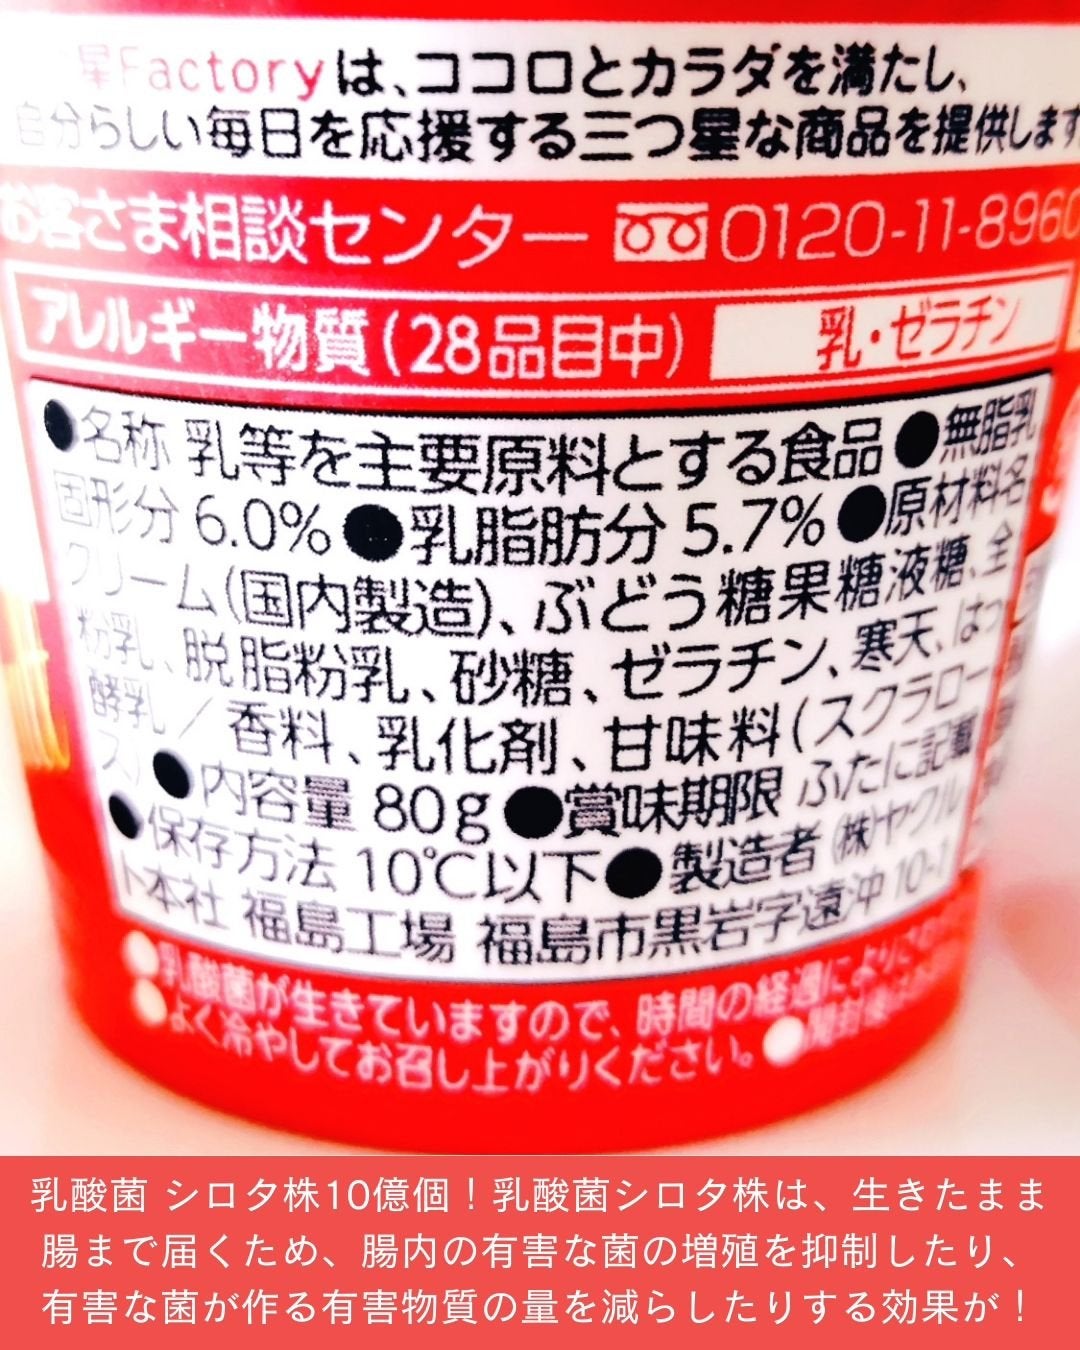 星Factoryは、ココロとカラダを満たし、
自分らしい毎日を応援する三つ星な商品を提供します
お客さま相談センター 0120-11-8960
アレルギー物質(28品目中) 乳・ゼラチン
●名称 乳等を主要原料とする食品●無脂乳
固形分 6.0%●乳脂肪分 5.7%●原材料名
クリーム(国内製造)、ぶどう糖果糖液糖、全
粉乳、脱脂粉乳、砂糖、ゼラチン、寒天、はっ
酵乳／香料、乳化剤、甘味料(スクラロー
ス)●内容量 80g●賞味期限 ふたに記載
●保存方法 10℃以下●製造者 (株)ヤクル
ト本社 福島工場 福島市黒岩字遠沖 10-1
●乳酸菌が生きていますので、時間の経過により
●よく冷やしてお召し上がりください。●開封後は
乳酸菌 シロタ株10億個！乳酸菌シロタ株は、生きたまま
腸まで届くため、腸内の有害な菌の増殖を抑制したり、
有害な菌が作る有害物質の量を減らしたりする効果が！